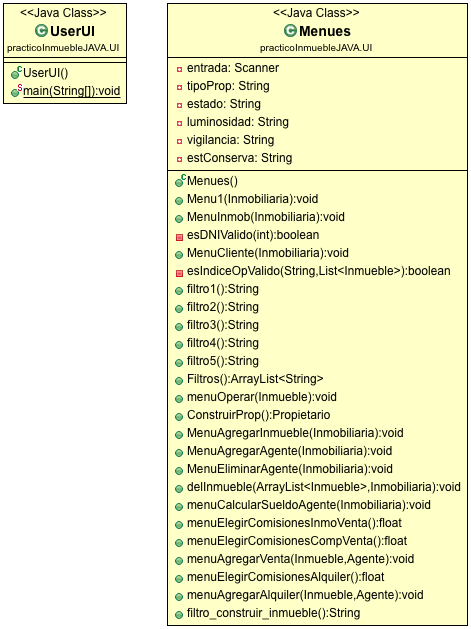 <<Java Class>>
UserUI
practicoInmuebleJAVA.UI
UserUI()
main(String[]):void
<<Java Class>>
Menues
practicoInmuebleJAVA.UI
entrada: Scanner
tipoProp: String
estado: String
luminosidad: String
vigilancia: String
estConserva: String
Menues()
Menu1(Inmobiliaria):void
MenuInmob(Inmobiliaria):void
esDNIValido(int):boolean
MenuCliente(Inmobiliaria):void
esIndiceOpValido(String,List<Inmueble>):boolean
filtro1():String
filtro2():String
filtro3():String
filtro4():String
filtro5():String
Filtros():ArrayList<String>
menuOperar(Inmueble):void
ConstruirProp():Propietario
MenuAgregarInmueble(Inmobiliaria):void
MenuAgregarAgente(Inmobiliaria):void
MenuEliminarAgente(Inmobiliaria):void
delInmueble(ArrayList<Inmueble>,Inmobiliaria):void
menuCalcularSueldoAgente(Inmobiliaria):void
menuElegirComisionesInmoVenta():float
menuElegirComisionesCompVenta():float
menuAgregarVenta(Inmueble,Agente):void
menuElegirComisionesAlquiler():float
menuAgregarAlquiler(Inmueble,Agente):void
filtro_construir_inmueble():String